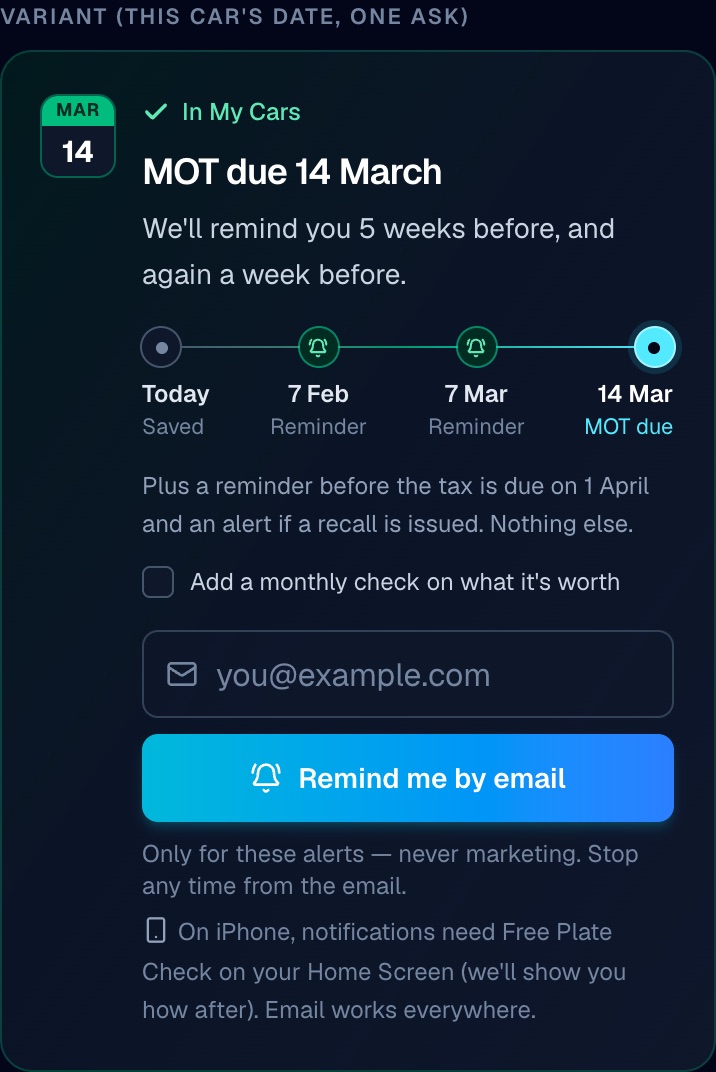 VARIANT (THIS CAR'S DATE, ONE ASK)
MAR
14
In My Cars
MOT due 14 March
We'll remind you 5 weeks before, and
again a week before.
Today
7 Feb
7 Mar
14 Mar
Saved
Reminder
Reminder
MOT due
Plus a reminder before the tax is due on 1 April
and an alert if a recall is issued. Nothing else.
Add a monthly check on what it's worth
you@example.com
Remind me by email
Only for these alerts — never marketing. Stop
any time from the email.
On iPhone, notifications need Free Plate
Check on your Home Screen (we'll show you
how after). Email works everywhere.